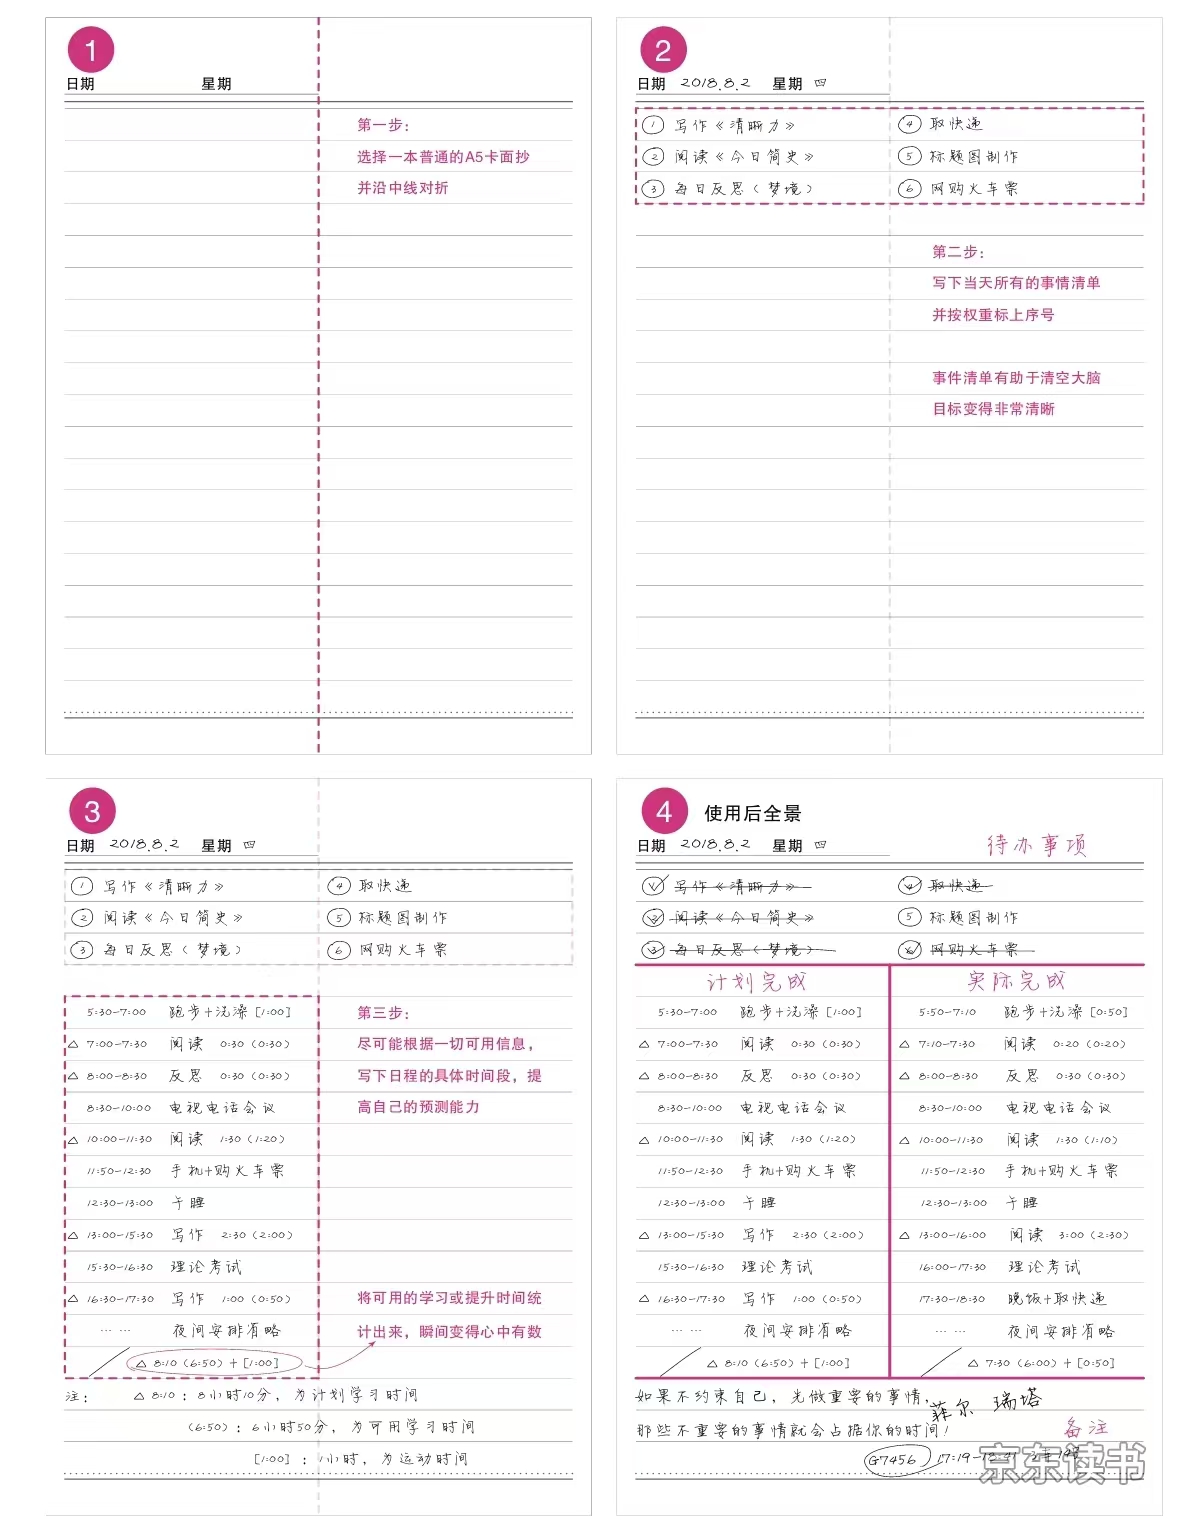 1
日期 星期
第一步：
选择一本普通的A5卡面抄
并沿中线对折
2
日期 2018.8.2 星期 四
① 写作《清晰力》 ④ 取快递
② 阅读《今日简史》 ⑤ 标题图制作
③ 每日反思（梦境） ⑥ 网购火车票
第二步：
写下当天所有的事情清单
并按权重标上序号
事件清单有助于清空大脑
目标变得非常清晰
3
日期 2018.8.2 星期 四
① 写作《清晰力》 ④ 取快递
② 阅读《今日简史》 ⑤ 标题图制作
③ 每日反思（梦境） ⑥ 网购火车票
5:30-7:00 跑步+洗澡 [1:00]
△ 7:00-7:30 阅读 0:30 (0:30)
△ 8:00-8:30 反思 0:30 (0:30)
8:30-10:00 电视电话会议
△ 10:00-11:30 阅读 1:30 (1:20)
11:50-12:30 手机+购火车票
12:30-13:00 午睡
△ 13:00-15:30 写作 2:30 (2:00)
15:30-16:30 理论考试
△ 16:30-17:30 写作 1:00 (0:50)
…… 夜间安排省略
△ 8:10 (6:50) + [1:00]
第三步：
尽可能根据一切可用信息，
写下日程的具体时间段，提
高自己的预测能力
将可用的学习或提升时间统
计出来，瞬间变得心中有数
注： △ 8:10：8小时10分，为计划学习时间
(6:50)：6小时50分，为可用学习时间
[1:00]：1小时，为运动时间
4 使用后全景
日期 2018.8.2 星期 四 待办事项
① 写作《清晰力》 ④ 取快递
② 阅读《今日简史》 ⑤ 标题图制作
③ 每日反思（梦境） ⑥ 网购火车票
计划完成 实际完成
5:30-7:00 跑步+洗澡 [1:00] 5:50-7:10 跑步+洗澡 [0:50]
△ 7:00-7:30 阅读 0:30 (0:30) △ 7:10-7:30 阅读 0:20 (0:20)
△ 8:00-8:30 反思 0:30 (0:30) △ 8:00-8:30 反思 0:30 (0:30)
8:30-10:00 电视电话会议 8:30-10:00 电视电话会议
△ 10:00-11:30 阅读 1:30 (1:20) △ 10:00-11:30 阅读 1:30 (1:10)
11:50-12:30 手机+购火车票 11:50-12:30 手机+购火车票
12:30-13:00 午睡 12:30-13:00 午睡
△ 13:00-15:30 写作 2:30 (2:00) △ 13:00-16:00 阅读 3:00 (2:30)
15:30-16:30 理论考试 16:00-17:30 理论考试
△ 16:30-17:30 写作 1:00 (0:50) 17:30-18:30 晚饭+取快递
…… 夜间安排省略 …… 夜间安排省略
△ 8:10 (6:50) + [1:00] △ 7:30 (6:00) + [0:50]
如果不约束自己，先做重要的事情，
那些不重要的事情就会占据你的时间！
菲尔 瑞塔
备注
G7456 17:19-
京东读书